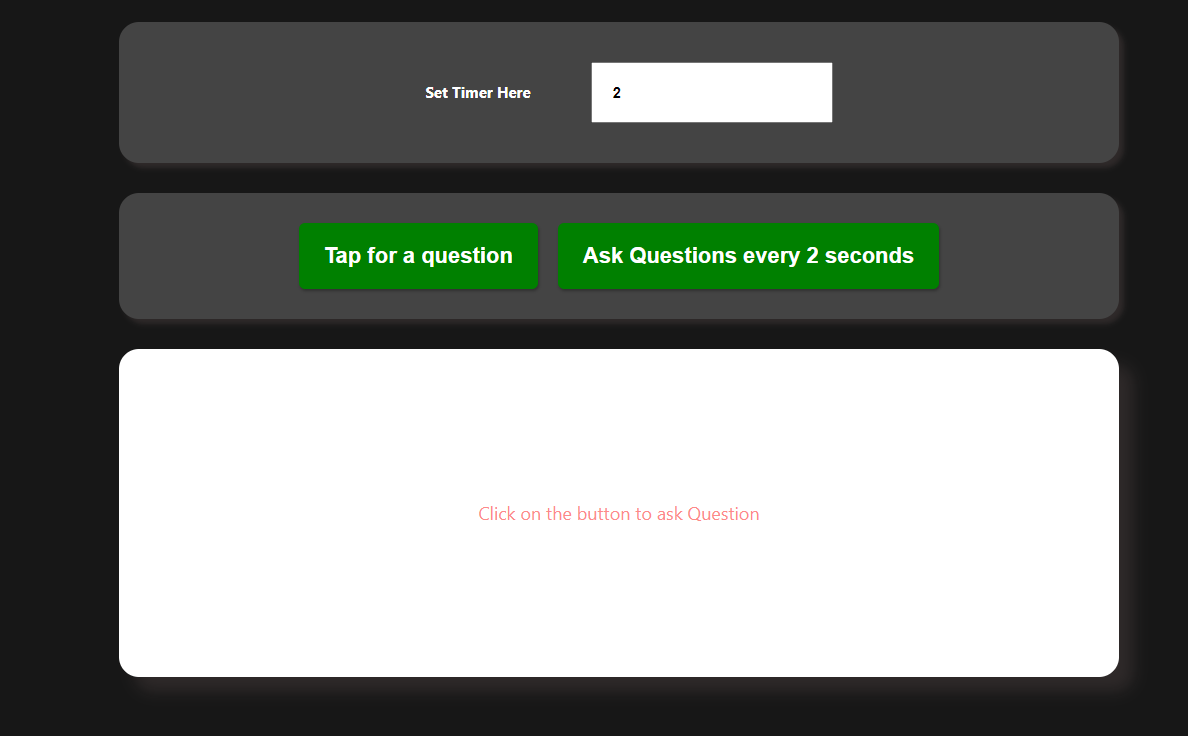 Set Timer Here
2
Tap for a question
Ask Questions every 2 seconds
Click on the button to ask Question